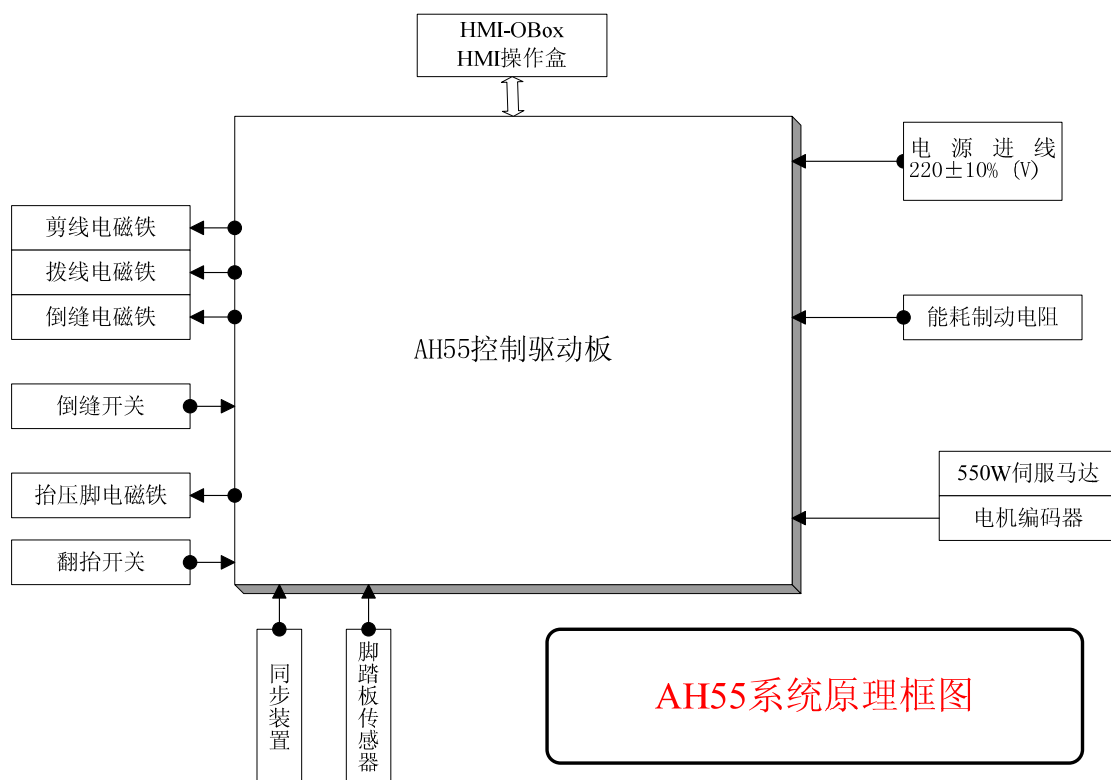 HMI-OBox
HMI操作盒
电源进线
220±10% (V)
剪线电磁铁
拨线电磁铁
倒缝电磁铁
能耗制动电阻
AH55控制驱动板
倒缝开关
550W伺服马达
抬压脚电磁铁
电机编码器
翻抬开关
同步装置
脚踏板传感器
AH55系统原理框图